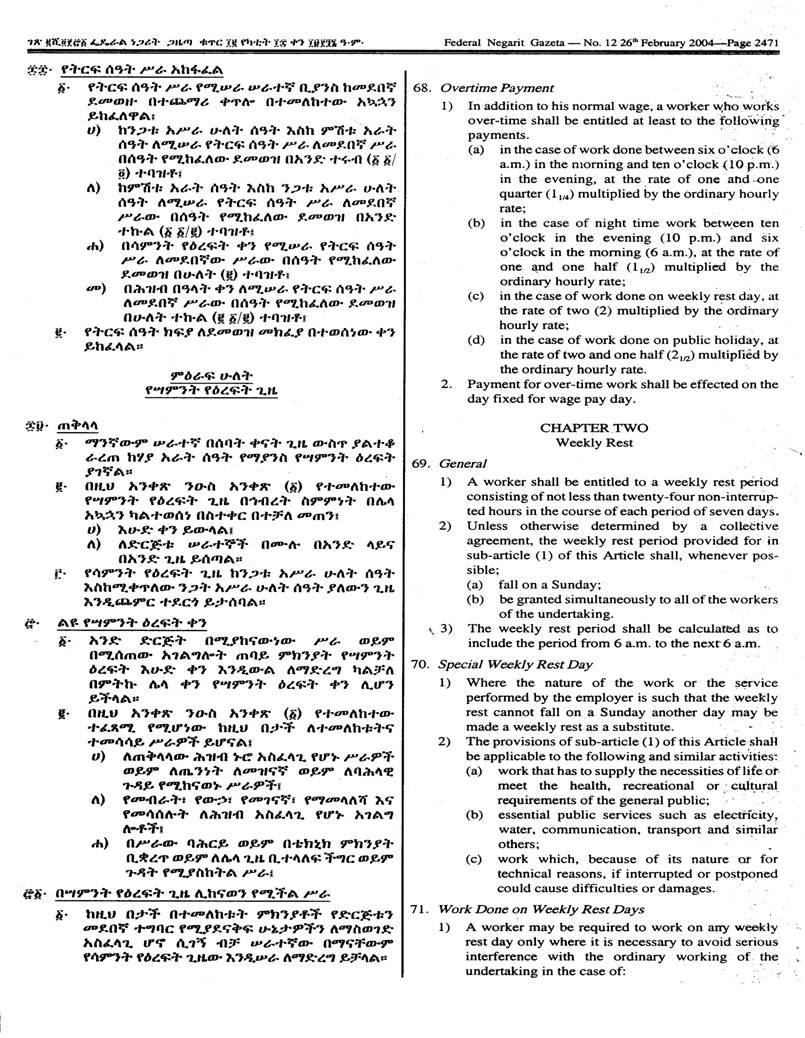 ገጽ ፪ሺ፬፻፸፩ ፌዴራል ነጋሪት ጋዜጣ ቁጥር ፲፪ የካቲት ፲፰ ቀን ፲፱፻፺፮ ዓ·ም·
Federal Negarit Gazeta — No. 12 26th February 2004—Page 2471
፷፰· የትርፍ ሰዓት ሥራ አከፋፈል
፩· የትርፍ ሰዓት ሥራ የሚሠራ ሠራተኛ ቢያንስ ከመደበኛ
ደመወዙ በተጨማሪ ቀጥሎ በተመለከተው አኳኋን
ይከፈለዋል፤
ሀ) ከንጋቱ አሥራ ሁለት ሰዓት እስከ ምሽቱ አራት
ሰዓት ለሚሠራ የትርፍ ሰዓት ሥራ ለመደበኛ ሥራ
በሰዓት የሚከፈለው ደመወዝ በአንድ ተሩብ (፩ ፩/
፬) ተባዝቶ፤
ለ) ከምሽቱ አራት ሰዓት እስከ ንጋቱ አሥራ ሁለት
ሰዓት ለሚሠራ የትርፍ ሰዓት ሥራ ለመደበኛ
ሥራው በሰዓት የሚከፈለው ደመወዝ በአንድ
ተኩል (፩ ፩/፪) ተባዝቶ፤
ሐ) በሳምንት የዕረፍት ቀን የሚሠራ የትርፍ ሰዓት
ሥራ ለመደበኛው ሥራው በሰዓት የሚከፈለው
ደመወዝ በሁለት (፪) ተባዝቶ፤
መ) በሕዝብ በዓላት ቀን ለሚሠራ የትርፍ ሰዓት ሥራ
ለመደበኛ ሥራው በሰዓት የሚከፈለው ደመወዝ
በሁለት ተኩል (፪ ፩/፪) ተባዝቶ፤
፪· የትርፍ ሰዓት ክፍያ ለደመወዝ መክፈያ በተወሰነው ቀን
ይከፈላል።
ምዕራፍ ሁለት
የሣምንት የዕረፍት ጊዜ
፷፱· ጠቅላላ
፩· ማንኛውም ሠራተኛ በሰባት ቀናት ጊዜ ውስጥ ያልተቆ
ራረጠ ከሃያ አራት ሰዓት የማያንስ የሣምንት ዕረፍት
ያገኛል።
፪· በዚህ አንቀጽ ንዑስ አንቀጽ (፩) የተመለከተው
የሣምንት የዕረፍት ጊዜ በኅብረት ስምምነት በሌላ
አኳኋን ካልተወሰነ በስተቀር በተቻለ መጠን፤
ሀ) እሁድ ቀን ይውላል፤
ለ) ለድርጅቱ ሠራተኞች በሙሉ በአንድ ላይና
በአንድ ጊዜ ይሰጣል።
፫· የሳምንት የዕረፍት ጊዜ ከንጋቱ አሥራ ሁለት ሰዓት
እስከሚቀጥለው ንጋት አሥራ ሁለት ሰዓት ያለውን ጊዜ
እንዲጨምር ተደርጎ ይታሰባል።
፸· ልዩ የሣምንት ዕረፍት ቀን
፩· አንድ ድርጅት በሚያከናውነው ሥራ ወይም
በሚሰጠው አገልግሎት ጠባይ ምክንያት የሣምንት
ዕረፍት እሁድ ቀን እንዲውል ለማድረግ ካልቻለ
በምትኩ ሌላ ቀን የሣምንት ዕረፍት ቀን ሊሆን
ይችላል።
፪· በዚህ አንቀጽ ንዑስ አንቀጽ (፩) የተመለከተው
ተፈጻሚ የሚሆነው ከዚህ በታች ለተመለከቱትና
ተመሳሳይ ሥራዎች ይሆናል፤
ሀ) ለጠቅላላው ሕዝብ ኑሮ አስፈላጊ የሆኑ ሥራዎች
ወይም ለጤንነት ለመዝናኛ ወይም ለባሕላዊ
ጉዳይ የሚከናወኑ ሥራዎች፤
ለ) የመብራት፣ የውኃ፣ የመገናኛ፣ የማመላለሻ እና
የመሳሰሉት ለሕዝብ አስፈላጊ የሆኑ አገልግ
ሎቶች፤
ሐ) በሥራው ባሕርይ ወይም በቴክኒክ ምክንያት
ቢቋረጥ ወይም ለሌላ ጊዜ ቢተላለፍ ችግር ወይም
ጉዳት የሚያስከትል ሥራ፤
፸፩· በሣምንት የዕረፍት ጊዜ ሊከናወን የሚችል ሥራ
፩· ከዚህ በታች በተመለከቱት ምክንያቶች የድርጅቱን
መደበኛ ተግባር የሚያደናቅፍ ሁኔታዎችን ለማስወገድ
አስፈላጊ ሆኖ ሲገኝ ብቻ ሠራተኛው በማናቸውም
የሳምንት የዕረፍት ጊዜው እንዲሠራ ለማድረግ ይቻላል።
68. Overtime Payment
1) In addition to his normal wage, a worker who works
over-time shall be entitled at least to the following
payments.
(a) in the case of work done between six o'clock (6
a.m.) in the morning and ten o'clock (10 p.m.)
in the evening, at the rate of one and one
quarter (1 1/4) multiplied by the ordinary hourly
rate;
(b) in the case of night time work between ten
o'clock in the evening (10 p.m.) and six
o'clock in the morning (6 a.m.), at the rate of
one and one half (1 1/2) multiplied by the
ordinary hourly rate;
(c) in the case of work done on weekly rest day, at
the rate of two (2) multiplied by the ordinary
hourly rate;
(d) in the case of work done on public holiday, at
the rate of two and one half (2 1/2) multiplied by
the ordinary hourly rate.
2. Payment for over-time work shall be effected on the
day fixed for wage pay day.
CHAPTER TWO
Weekly Rest
69. General
1) A worker shall be entitled to a weekly rest period
consisting of not less than twenty-four non-interrup-
ted hours in the course of each period of seven days.
2) Unless otherwise determined by a collective
agreement, the weekly rest period provided for in
sub-article (1) of this Article shall, whenever pos-
sible;
(a) fall on a Sunday;
(b) be granted simultaneously to all of the workers
of the undertaking.
3) The weekly rest period shall be calculated as to
include the period from 6 a.m. to the next 6 a.m.
70. Special Weekly Rest Day
1) Where the nature of the work or the service
performed by the employer is such that the weekly
rest cannot fall on a Sunday another day may be
made a weekly rest as a substitute.
2) The provisions of sub-article (1) of this Article shall
be applicable to the following and similar activities:
(a) work that has to supply the necessities of life or
meet the health, recreational or cultural
requirements of the general public;
(b) essential public services such as electricity,
water, communication, transport and similar
others;
(c) work which, because of its nature or for
technical reasons, if interrupted or postponed
could cause difficulties or damages.
71. Work Done on Weekly Rest Days
1) A worker may be required to work on any weekly
rest day only where it is necessary to avoid serious
interference with the ordinary working of the
undertaking in the case of: